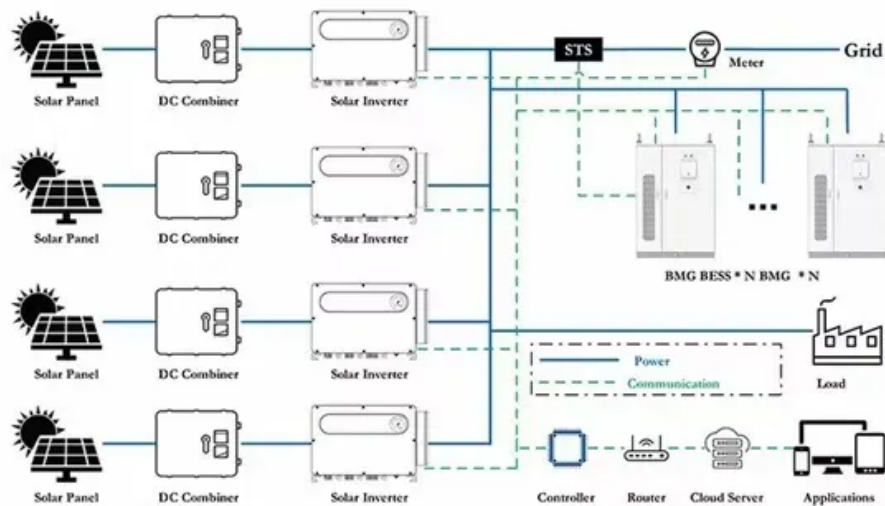 STS
Meter
Grid
Solar Panel
DC Combiner
Solar Inverter
Solar Panel
DC Combiner
Solar Inverter
BMG BESS * N BMG * N
Solar Panel
DC Combiner
Solar Inverter
Power
Communication
Load
Solar Panel
DC Combiner
Solar Inverter
Controller
Router
Cloud Server
Applications